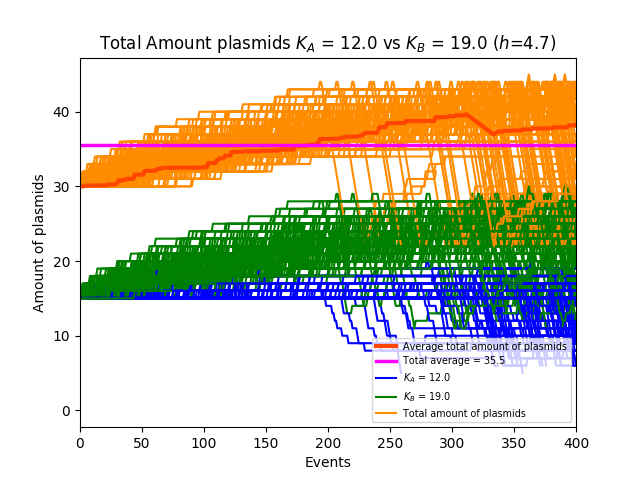 Total Amount plasmids K_A = 12.0 vs K_B = 19.0 (h=4.7)
Amount of plasmids
40
30
20
10
0
0 50 100 150 200 250 300 350 400
Events
Average total amount of plasmids
Total average = 35.5
K_A = 12.0
K_B = 19.0
Total amount of plasmids